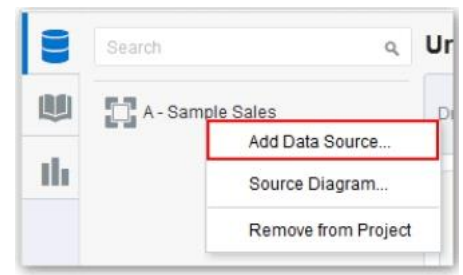 Search
Ur
A - Sample Sales
Add Data Source...
Source Diagram...
Remove from Project